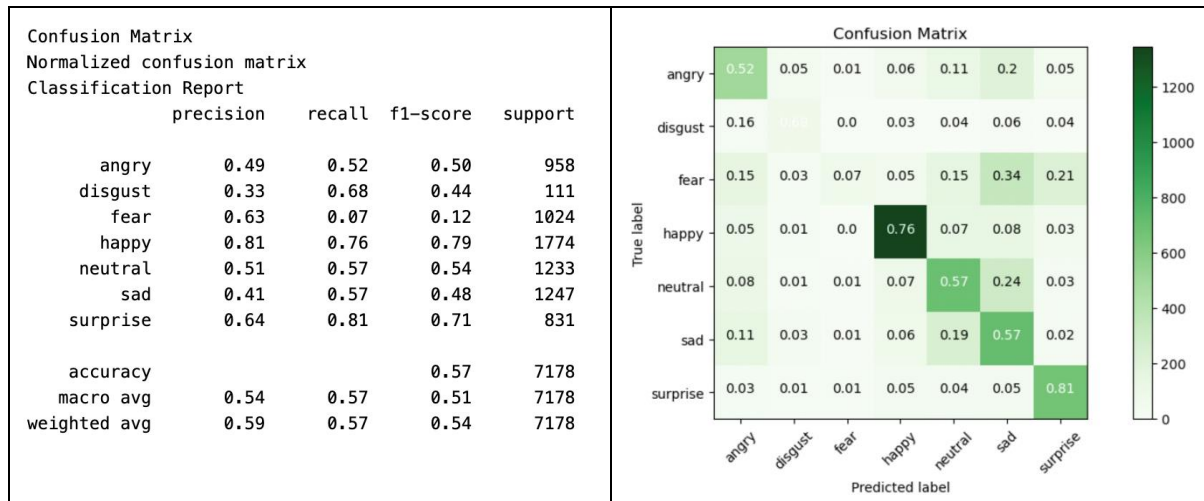 Confusion Matrix
Normalized confusion matrix
Classification Report
precision recall f1-score support
angry 0.49 0.52 0.50 958
disgust 0.33 0.68 0.44 111
fear 0.63 0.07 0.12 1024
happy 0.81 0.76 0.79 1774
neutral 0.51 0.57 0.54 1233
sad 0.41 0.57 0.48 1247
surprise 0.64 0.81 0.71 831
accuracy 0.57 7178
macro avg 0.54 0.57 0.51 7178
weighted avg 0.59 0.57 0.54 7178
Confusion Matrix
True label
angry 0.52 0.05 0.01 0.06 0.11 0.2 0.05
disgust 0.16 0.0 0.03 0.04 0.06 0.04
fear 0.15 0.03 0.07 0.05 0.15 0.34 0.21
happy 0.05 0.01 0.0 0.76 0.07 0.08 0.03
neutral 0.08 0.01 0.01 0.07 0.57 0.24 0.03
sad 0.11 0.03 0.01 0.06 0.19 0.57 0.02
surprise 0.03 0.01 0.01 0.05 0.04 0.05 0.81
angry disgust fear happy neutral sad surprise
Predicted label
1200
1000
800
600
400
200
0